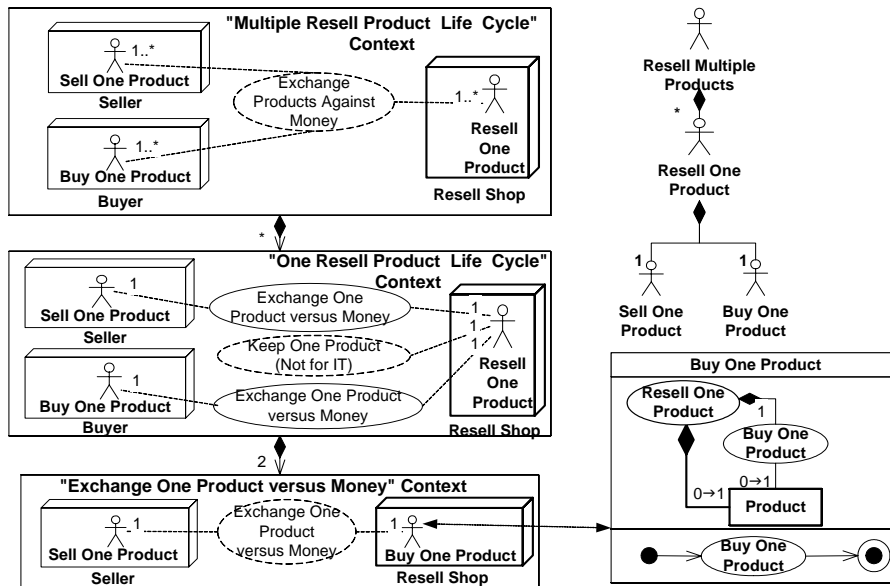 "Multiple Resell Product Life Cycle"
Context
1..*
Sell One Product
Seller
Exchange
Products Against
Money
1..*
Resell
One
Product
Resell Shop
1..*
Buy One Product
Buyer
*
"One Resell Product Life Cycle"
Context
1
Sell One Product
Seller
Exchange One
Product versus Money
1
Keep One Product
(Not for IT)
1
1
Resell
One
Product
Resell Shop
1
Buy One Product
Buyer
Exchange One Product
versus Money
2
"Exchange One Product versus Money" Context
1
Sell One Product
Seller
Exchange One
Product
versus Money
1
Buy One Product
Resell Shop
Resell Multiple
Products
*
Resell One
Product
1
Sell One
Product
1
Buy One
Product
Buy One Product
Resell One
Product
1
Buy One
Product
0→1
0→1
Product
Buy One
Product